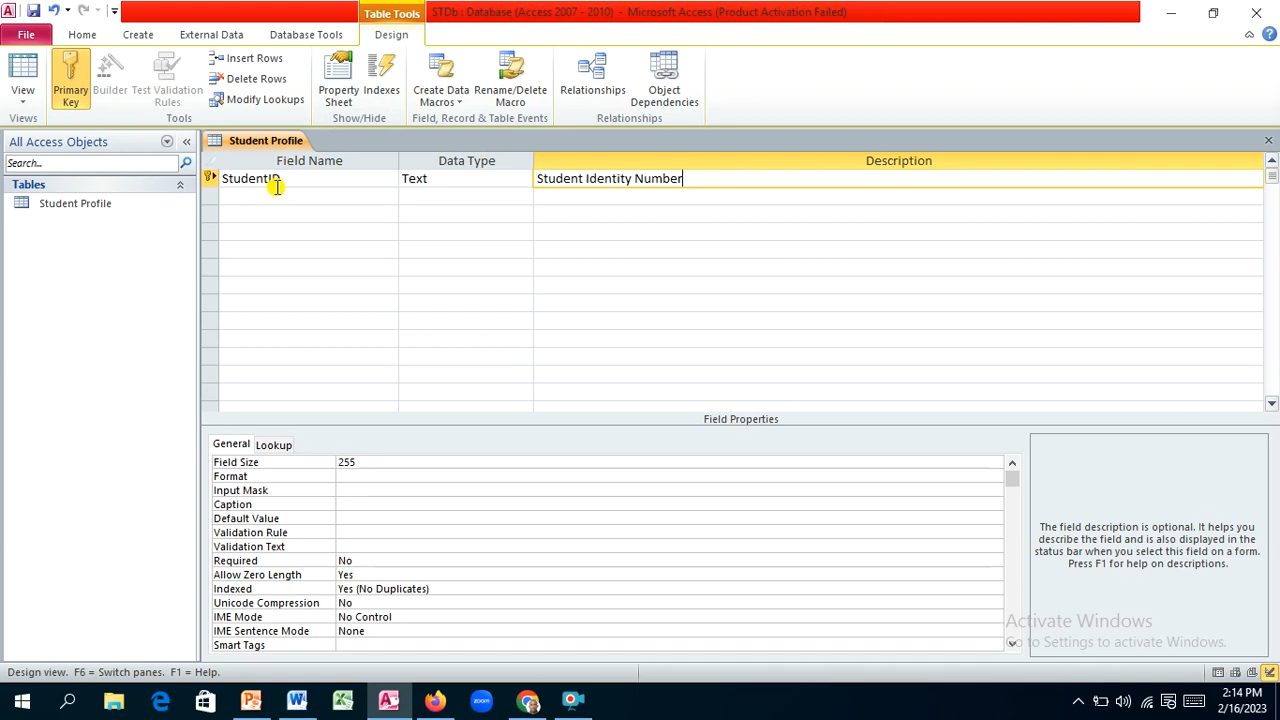 Table Tools
STDb : Database (Access 2007 - 2010) - Microsoft Access (Product Activation Failed)
File Home Create External Data Database Tools Design
View
Primary Key
Builder
Test Validation Rules
Insert Rows
Delete Rows
Modify Lookups
Property Sheet
Indexes
Create Data Macros
Rename/Delete Macro
Relationships
Object Dependencies
Views Tools Show/Hide Field, Record & Table Events Relationships
All Access Objects
Search...
Tables
Student Profile
Student Profile
Field Name Data Type Description
StudentID Text Student Identity Number
Field Properties
General Lookup
Field Size 255
Format
Input Mask
Caption
Default Value
Validation Rule
Validation Text
Required No
Allow Zero Length Yes
Indexed Yes (No Duplicates)
Unicode Compression No
IME Mode No Control
IME Sentence Mode None
Smart Tags
The field description is optional. It helps you
describe the field and is also displayed in the
status bar when you select this field on a form.
Press F1 for help on descriptions.
Activate Windows
Go to Settings to activate Windows.
Design view. F6 = Switch panes. F1 = Help.
2:14 PM
2/16/2023